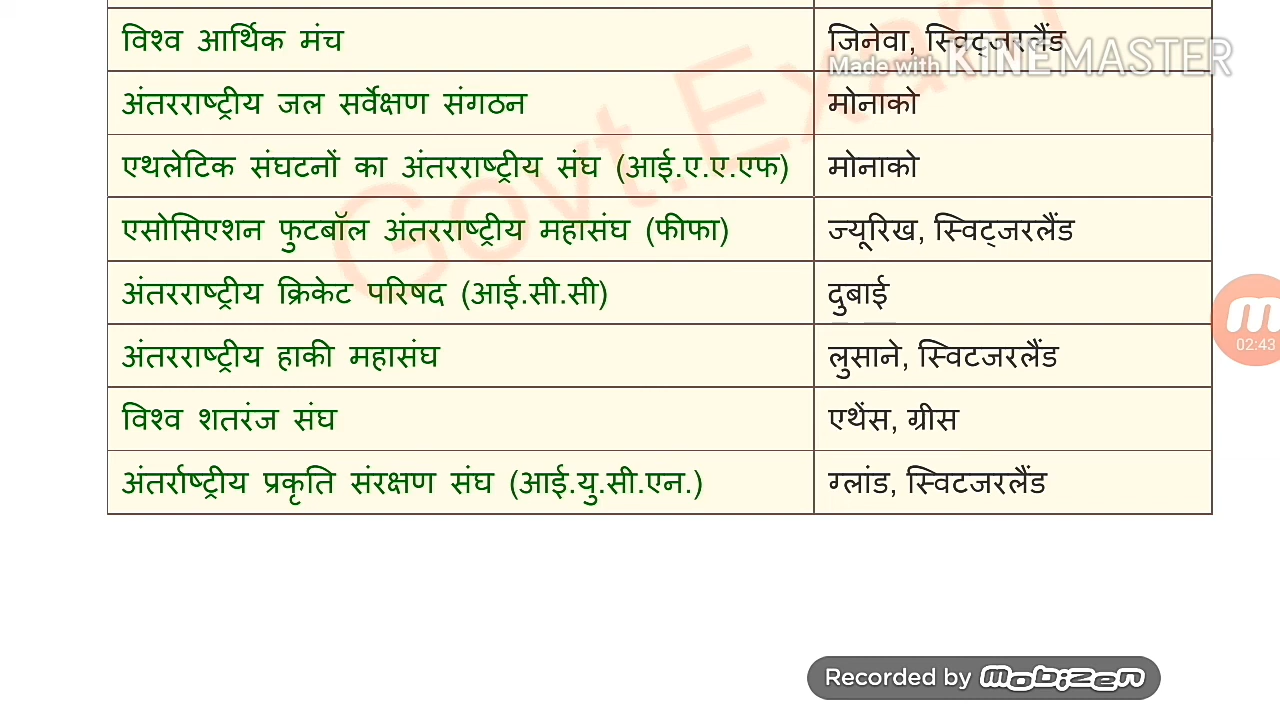 विश्व आर्थिक मंच जिनेवा, स्विट्जरलैंड
Made with KINEMASTER
अंतरराष्ट्रीय जल सर्वेक्षण संगठन मोनाको
एथलेटिक संघटनों का अंतरराष्ट्रीय संघ (आई.ए.ए.एफ) मोनाको
एसोसिएशन फुटबॉल अंतरराष्ट्रीय महासंघ (फीफा) ज्यूरिख, स्विट्जरलैंड
अंतरराष्ट्रीय क्रिकेट परिषद (आई.सी.सी) दुबाई
अंतरराष्ट्रीय हाकी महासंघ लुसाने, स्विटजरलैंड
विश्व शतरंज संघ एथेंस, ग्रीस
अंतर्राष्ट्रीय प्रकृति संरक्षण संघ (आई.यु.सी.एन.) ग्लांड, स्विटजरलैंड
Govt.Exam
02:43
Recorded by mobizen